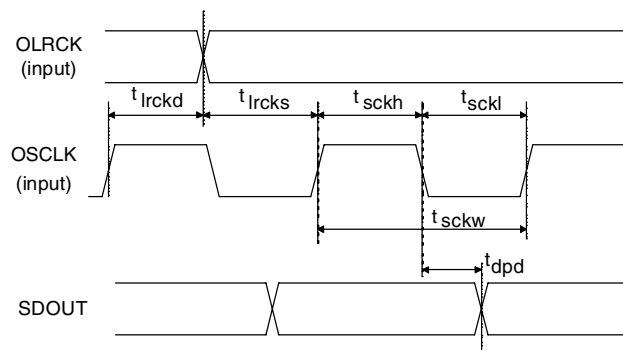 OLRCK
(input)
t lrckd
t lrcks
t sckh
t sckl
OSCLK
(input)
t sckw
t dpd
SDOUT